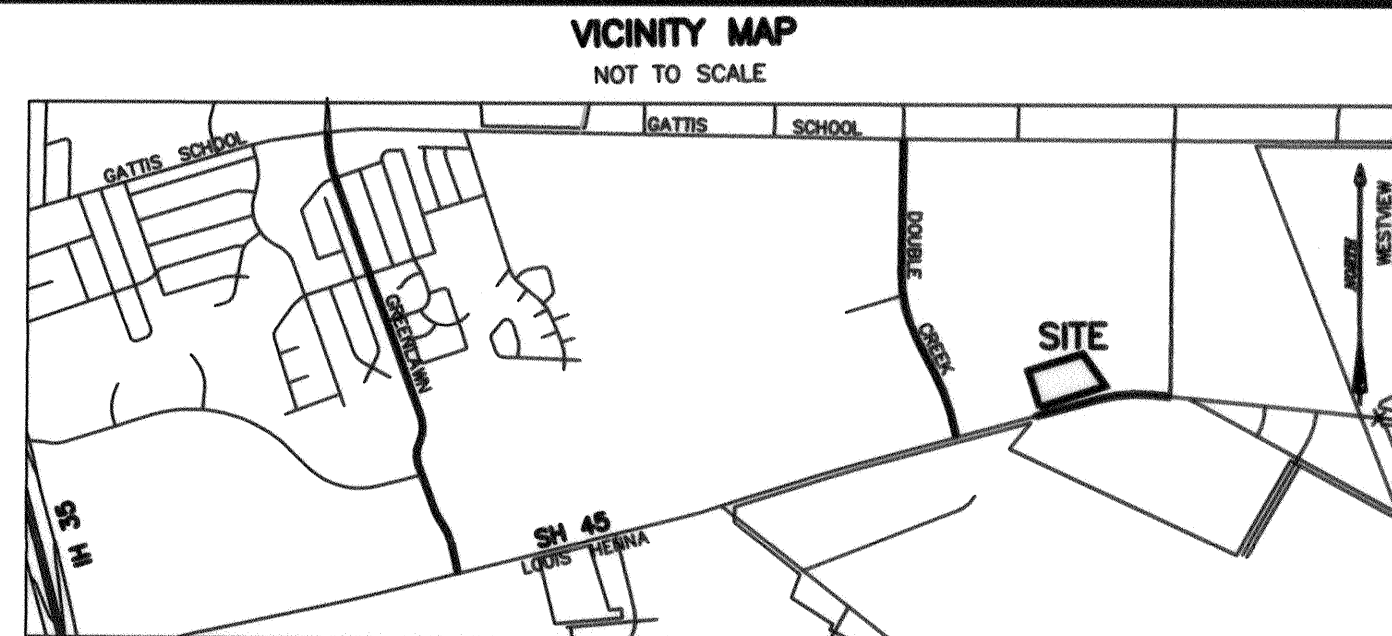 VICINITY MAP
NOT TO SCALE
GATTIS SCHOOL
GATTIS SCHOOL
WESTVIEW
DOUBLE
CREEK
GREENLAWN
SITE
IH 35
SH 45
LOUIS HENNA